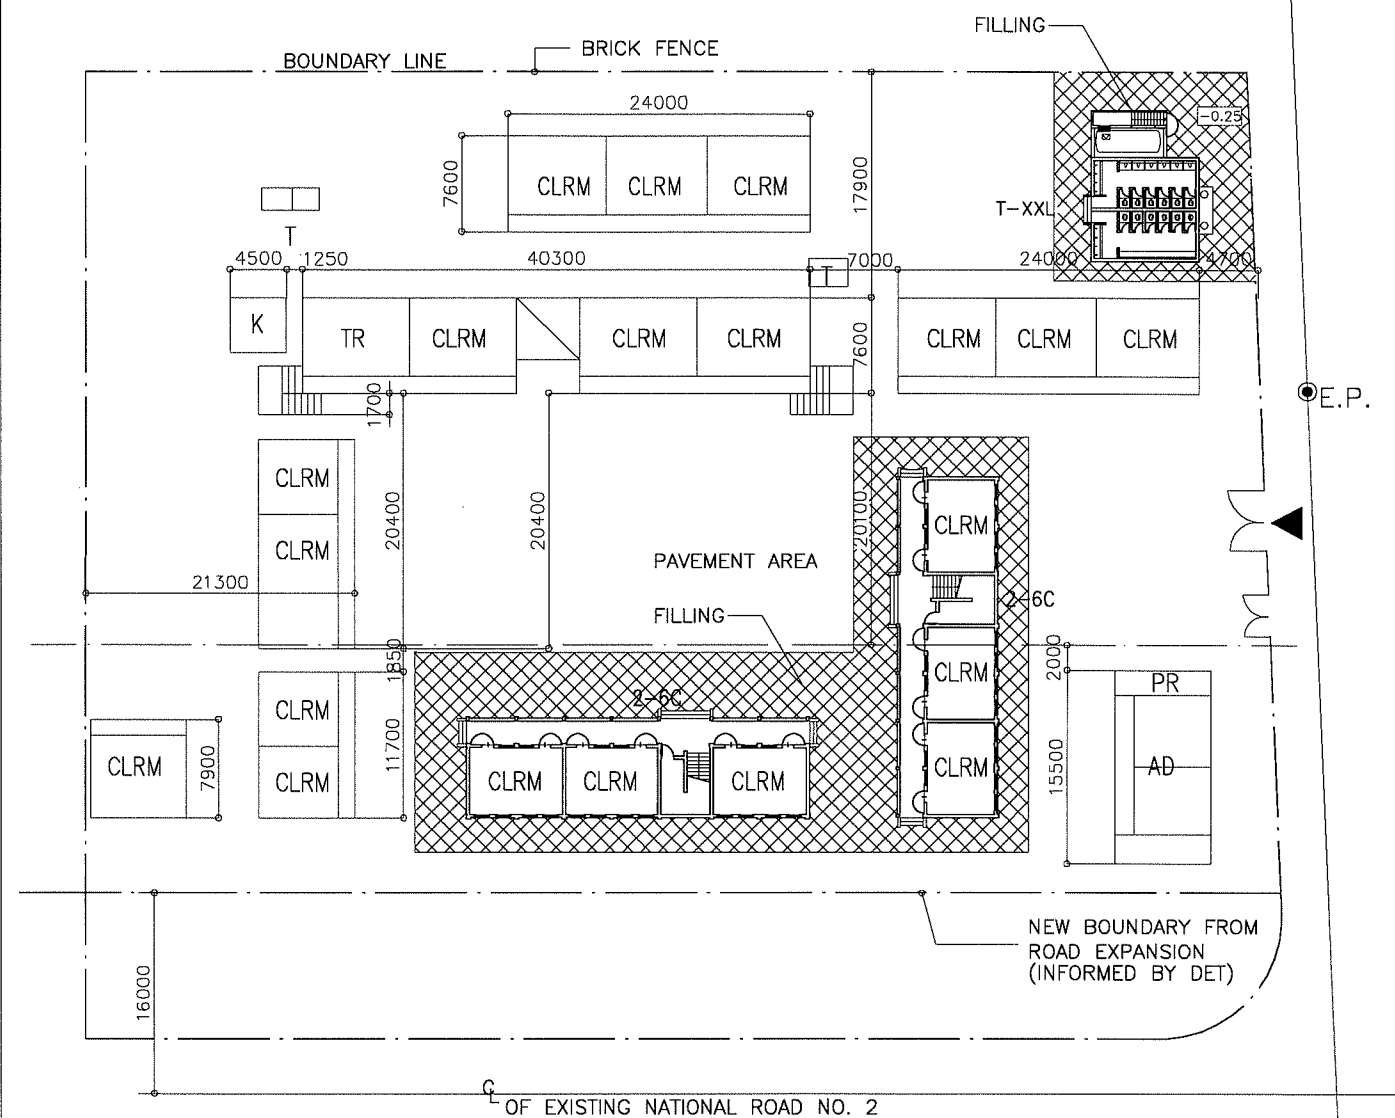 FILLING
BRICK FENCE
BOUNDARY LINE
24000
-0.25
7600
CLRM CLRM CLRM
17900
T-XXL
T
4500 1250 40300 T 7000 24000 4700
K TR CLRM CLRM CLRM 7600 CLRM CLRM CLRM
1700
E.P.
CLRM
20400
20400
20100
CLRM
CLRM
PAVEMENT AREA
21300
2-6C
FILLING
1850
2000
CLRM
PR
2-6C
CLRM
11700
CLRM
7900
CLRM
CLRM CLRM CLRM
CLRM
15500
AD
NEW BOUNDARY FROM
ROAD EXPANSION
(INFORMED BY DET)
16000
℄ OF EXISTING NATIONAL ROAD NO. 2